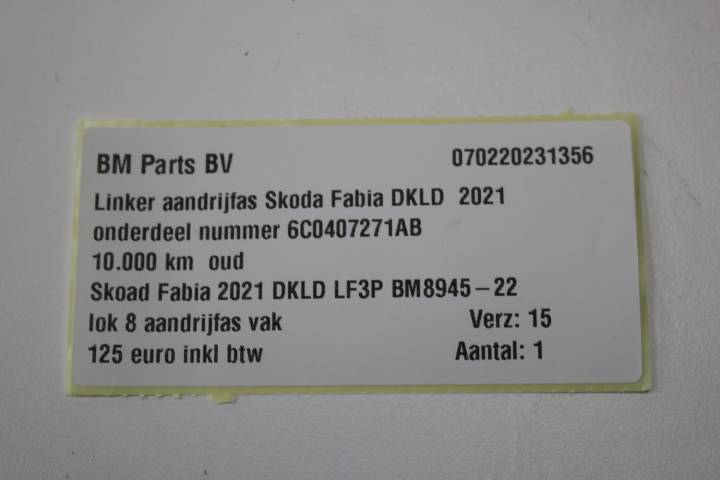 BM Parts BV 070220231356
Linker aandrijfas Skoda Fabia DKLD 2021
onderdeel nummer 6C0407271AB
10.000 km oud
Skoad Fabia 2021 DKLD LF3P BM8945-22
lok 8 aandrijfas vak Verz: 15
125 euro inkl btw Aantal: 1